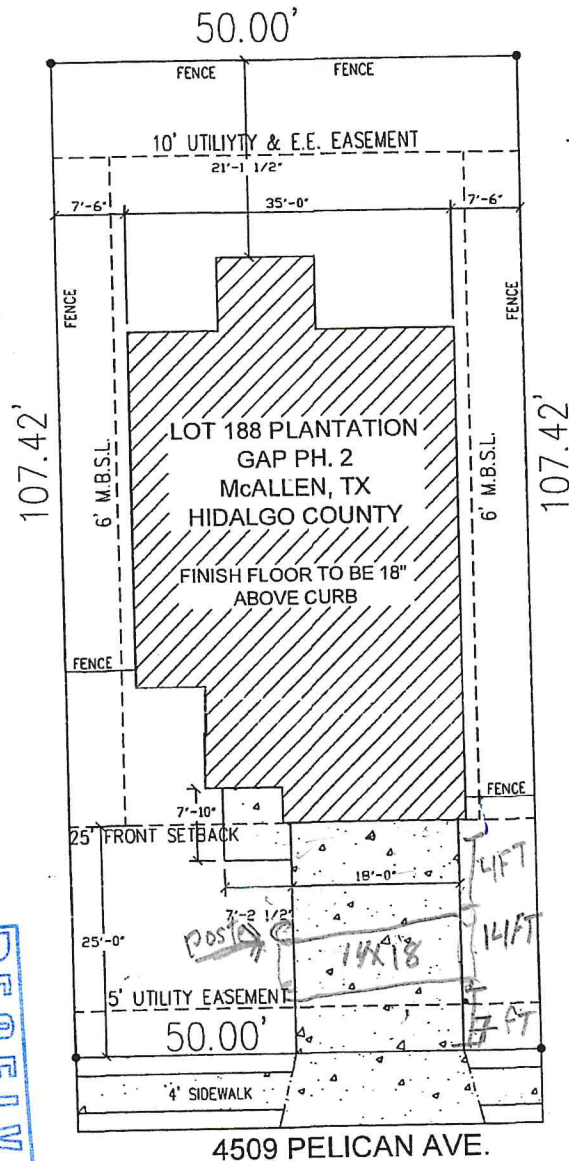 50.00'
FENCE FENCE
10' UTILIYTY & E.E. EASEMENT
21'-1 1/2"
7'-6" 35'-0" 7'-6"
FENCE FENCE
107.42' 107.42'
6' M.B.S.L. 6' M.B.S.L.
LOT 188 PLANTATION
GAP PH. 2
McALLEN, TX
HIDALGO COUNTY
FINISH FLOOR TO BE 18"
ABOVE CURB
FENCE
FENCE
7'-10"
25' FRONT SETBACK
4FT
18'-0"
7'-2 1/2"
25'-0"
14X18
14FT
5' UTILITY EASEMENT
FT
50.00'
4' SIDEWALK
4509 PELICAN AVE.